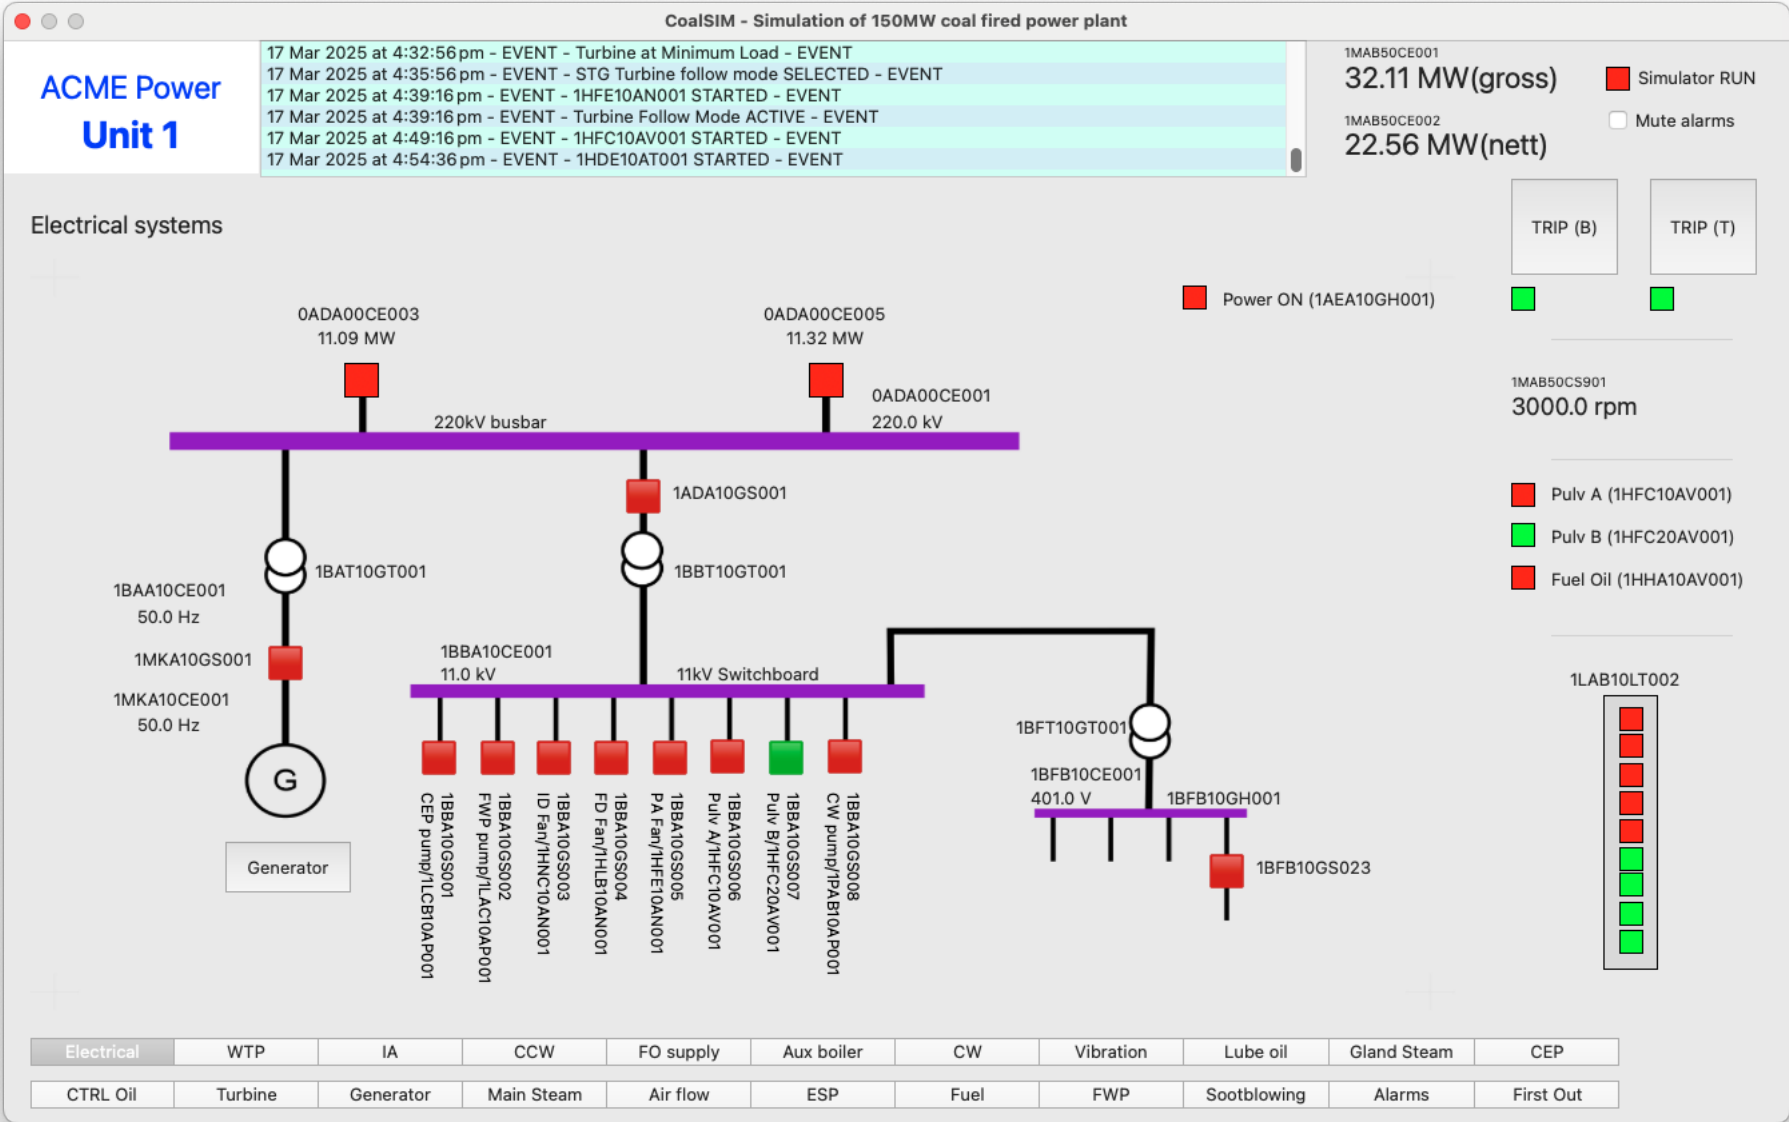 CoalSIM - Simulation of 150MW coal fired power plant
ACME Power
Unit 1
17 Mar 2025 at 4:32:56 pm - EVENT - Turbine at Minimum Load - EVENT
17 Mar 2025 at 4:35:56 pm - EVENT - STG Turbine follow mode SELECTED - EVENT
17 Mar 2025 at 4:39:16 pm - EVENT - 1HFE10AN001 STARTED - EVENT
17 Mar 2025 at 4:39:16 pm - EVENT - Turbine Follow Mode ACTIVE - EVENT
17 Mar 2025 at 4:49:16 pm - EVENT - 1HFC10AV001 STARTED - EVENT
17 Mar 2025 at 4:54:36 pm - EVENT - 1HDE10AT001 STARTED - EVENT
1MAB50CE001
32.11 MW(gross)
1MAB50CE002
22.56 MW(nett)
Simulator RUN
Mute alarms
TRIP (B)
TRIP (T)
Electrical systems
Power ON (1AEA10GH001)
0ADA00CE003
11.09 MW
0ADA00CE005
11.32 MW
0ADA00CE001
220.0 kV
220kV busbar
1ADA10GS001
1BAT10GT001
1BBT10GT001
1BAA10CE001
50.0 Hz
1MKA10GS001
1MKA10CE001
50.0 Hz
G
Generator
1BBA10CE001
11.0 kV
11kV Switchboard
1BBA10GS001
CEP pump/1LCB10AP001
1BBA10GS002
FWP pump/1LAC10AP001
1BBA10GS003
ID Fan/1HNC10AN001
1BBA10GS004
FD Fan/1HLB10AN001
1BBA10GS005
PA Fan/1HFE10AN001
1BBA10GS006
Pulv A/1HFC10AV001
1BBA10GS007
Pulv B/1HFC20AV001
1BBA10GS008
CW pump/1PAB10AP001
1BFT10GT001
1BFB10CE001
401.0 V
1BFB10GH001
1BFB10GS023
1MAB50CS901
3000.0 rpm
Pulv A (1HFC10AV001)
Pulv B (1HFC20AV001)
Fuel Oil (1HHA10AV001)
1LAB10LT002
Electrical
WTP
IA
CCW
FO supply
Aux boiler
CW
Vibration
Lube oil
Gland Steam
CEP
CTRL Oil
Turbine
Generator
Main Steam
Air flow
ESP
Fuel
FWP
Sootblowing
Alarms
First Out